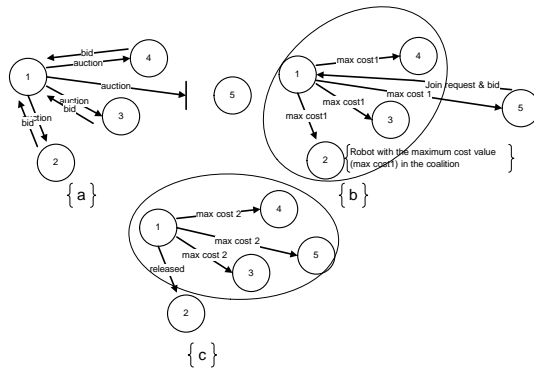 bid
auction
4
1
auction
5
auction
bid
3
auction
bid
2
{a}
max cost1
4
1
Join request & bid
max cost 1
5
max cost1
3
max cost1
2
{Robot with the maximum cost value
(max cost1) in the coalition}
{b}
4
max cost 2
1
max cost 2
5
max cost 2
3
released
2
{c}